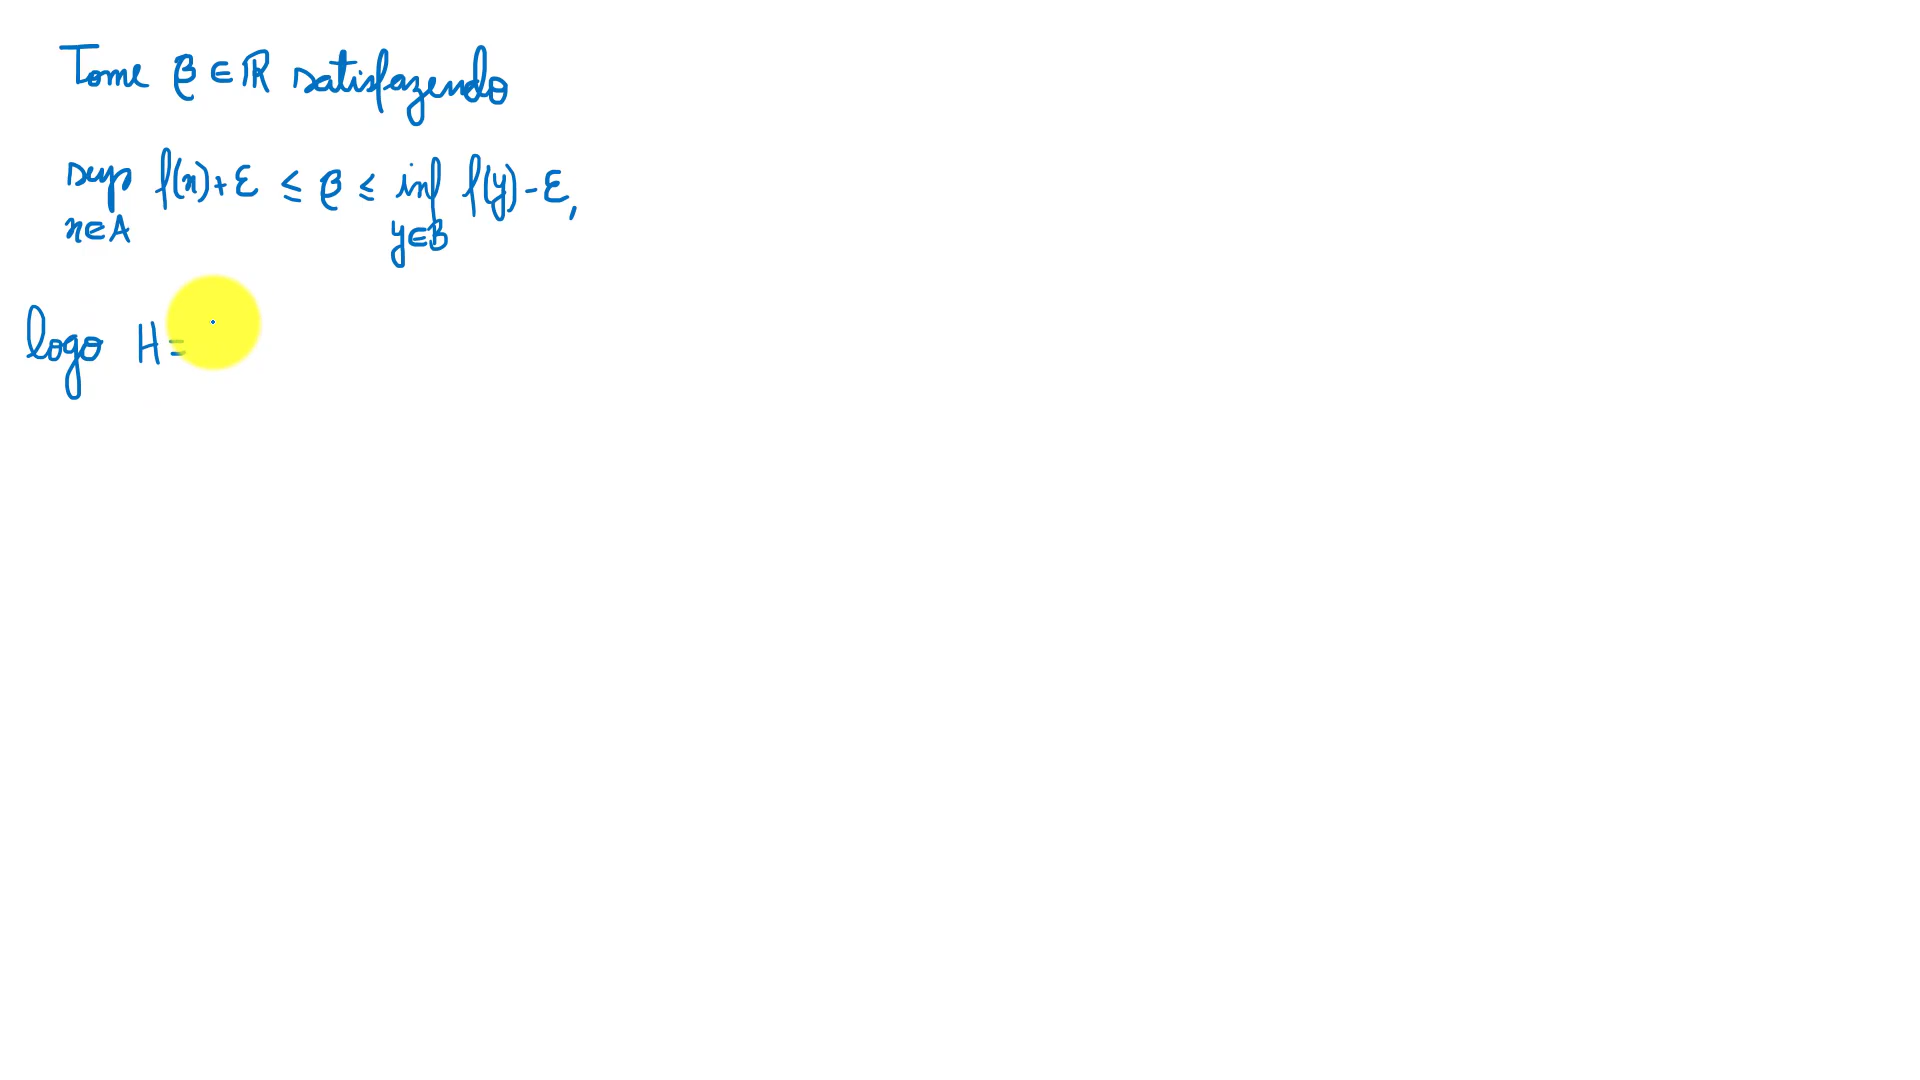 Tome β ∈ ℝ satisfazendo
sup f(x) + ε ≤ β ≤ inf f(y) - ε,
x∈A y∈B
logo H =